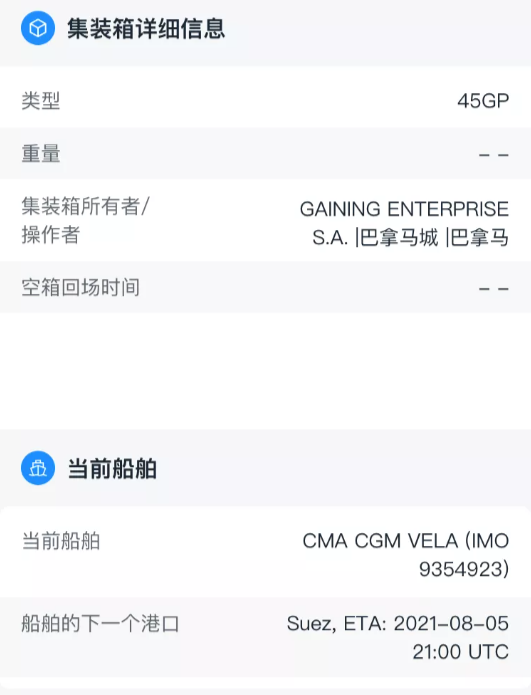 集装箱详细信息
类型 45GP
重量 – –
集装箱所有者/ GAINING ENTERPRISE
操作者 S.A. |巴拿马城 |巴拿马
空箱回场时间 – –
当前船舶
当前船舶 CMA CGM VELA (IMO
9354923)
船舶的下一个港口 Suez, ETA: 2021-08-05
21:00 UTC